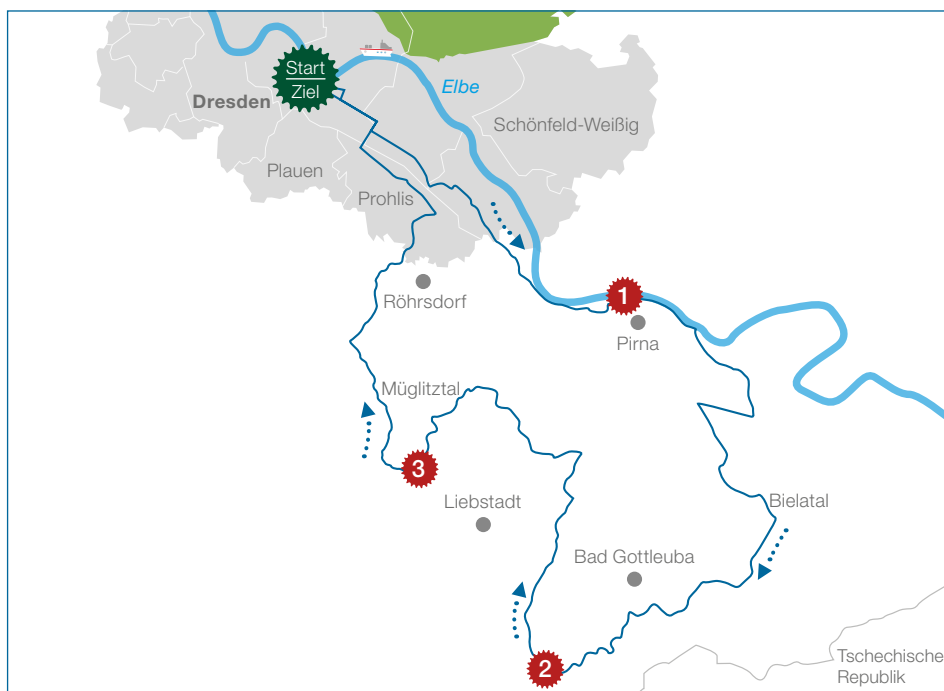 Start
Ziel
Dresden
Elbe
Schönfeld-Weißig
Plauen
Prohlis
Röhrsdorf
1
Pirna
Müglitztal
3
Liebstadt
Bielatal
Bad Gottleuba
2
Tschechische
Republik